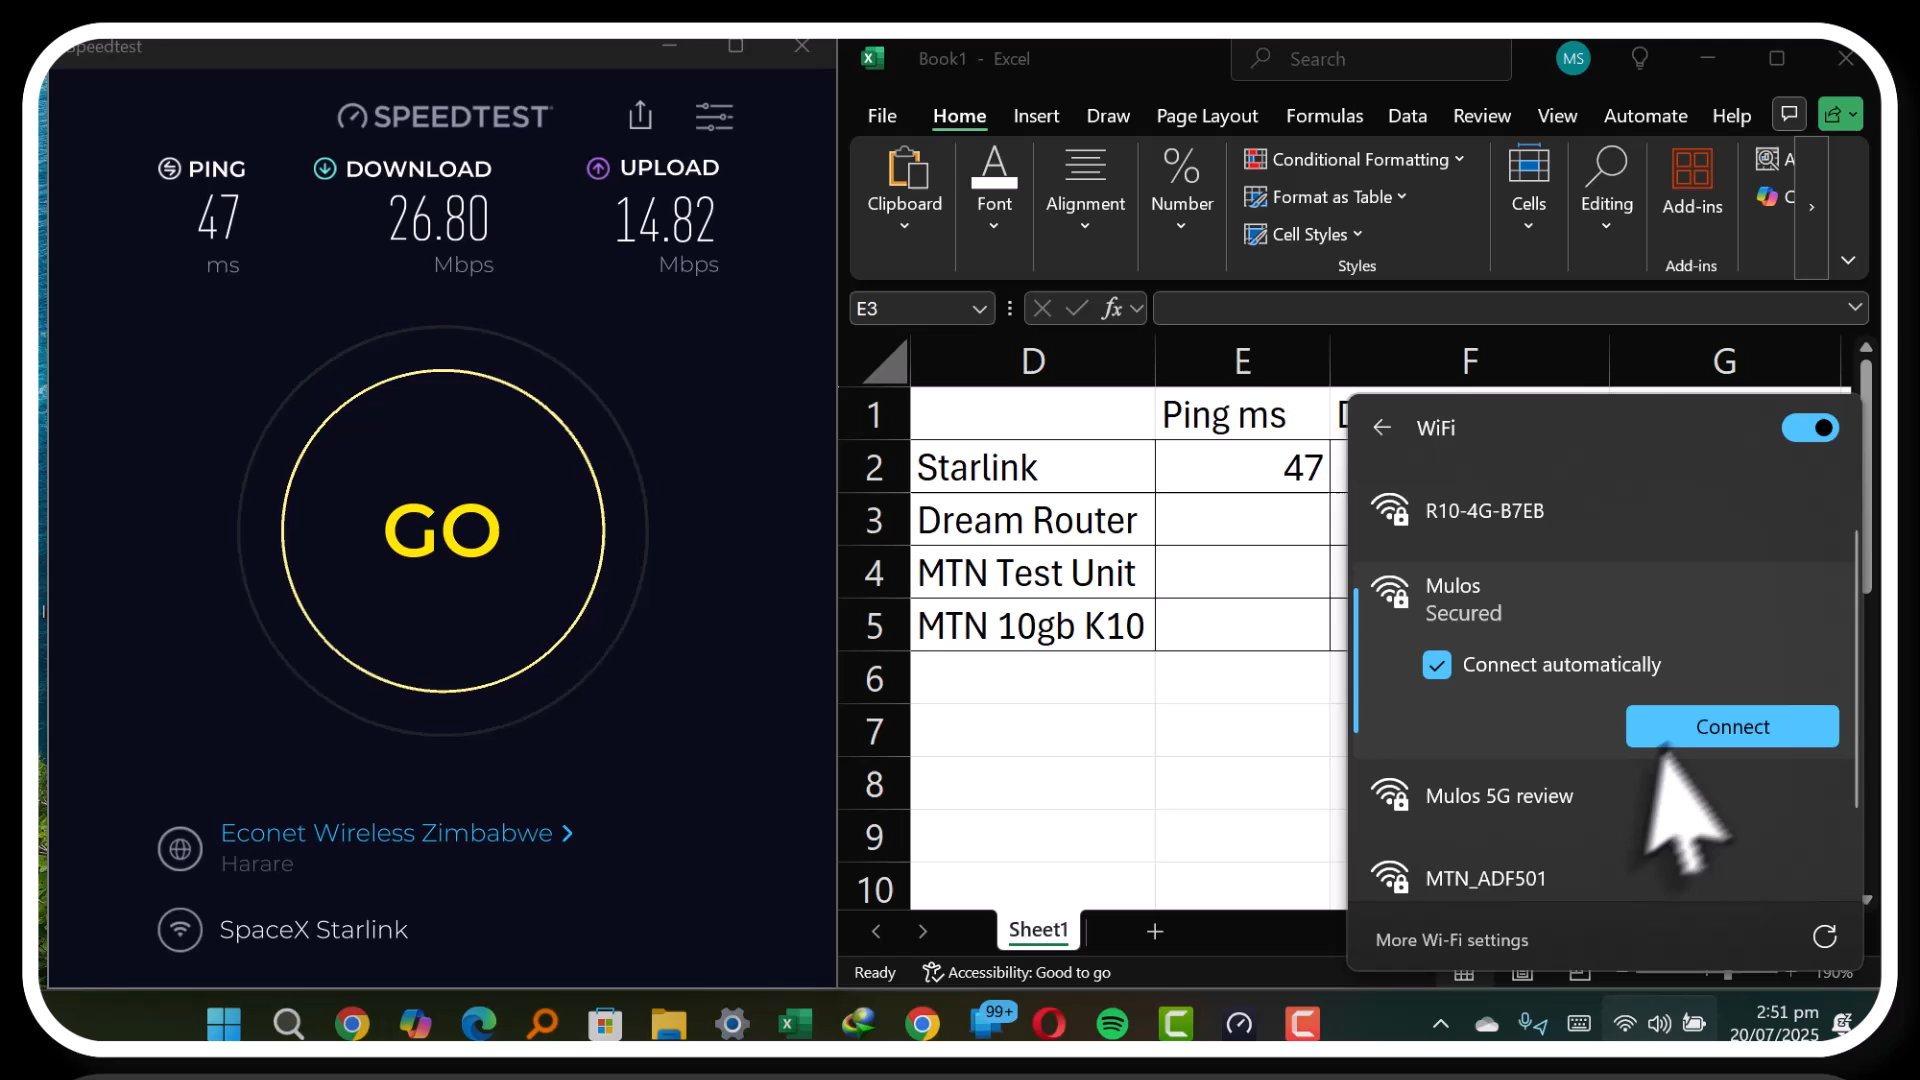 Speedtest
SPEEDTEST
PING
DOWNLOAD
UPLOAD
47
26.80
14.82
ms
Mbps
Mbps
GO
Econet Wireless Zimbabwe
Harare
SpaceX Starlink
Book1 - Excel
Search
MS
File Home Insert Draw Page Layout Formulas Data Review View Automate Help
Clipboard
Font
Alignment
%
Number
Conditional Formatting
Format as Table
Cell Styles
Styles
Cells
Editing
Add-ins
Add-ins
E3
fx
D E F G
1 Ping ms
2 Starlink 47
3 Dream Router
4 MTN Test Unit
5 MTN 10gb K10
6
7
8
9
10
Sheet1
Ready
Accessibility: Good to go
190%
WiFi
R10-4G-B7EB
Mulos
Secured
Connect automatically
Connect
Mulos 5G review
MTN_ADF501
More Wi-Fi settings
99+
2:51 pm
20/07/2025